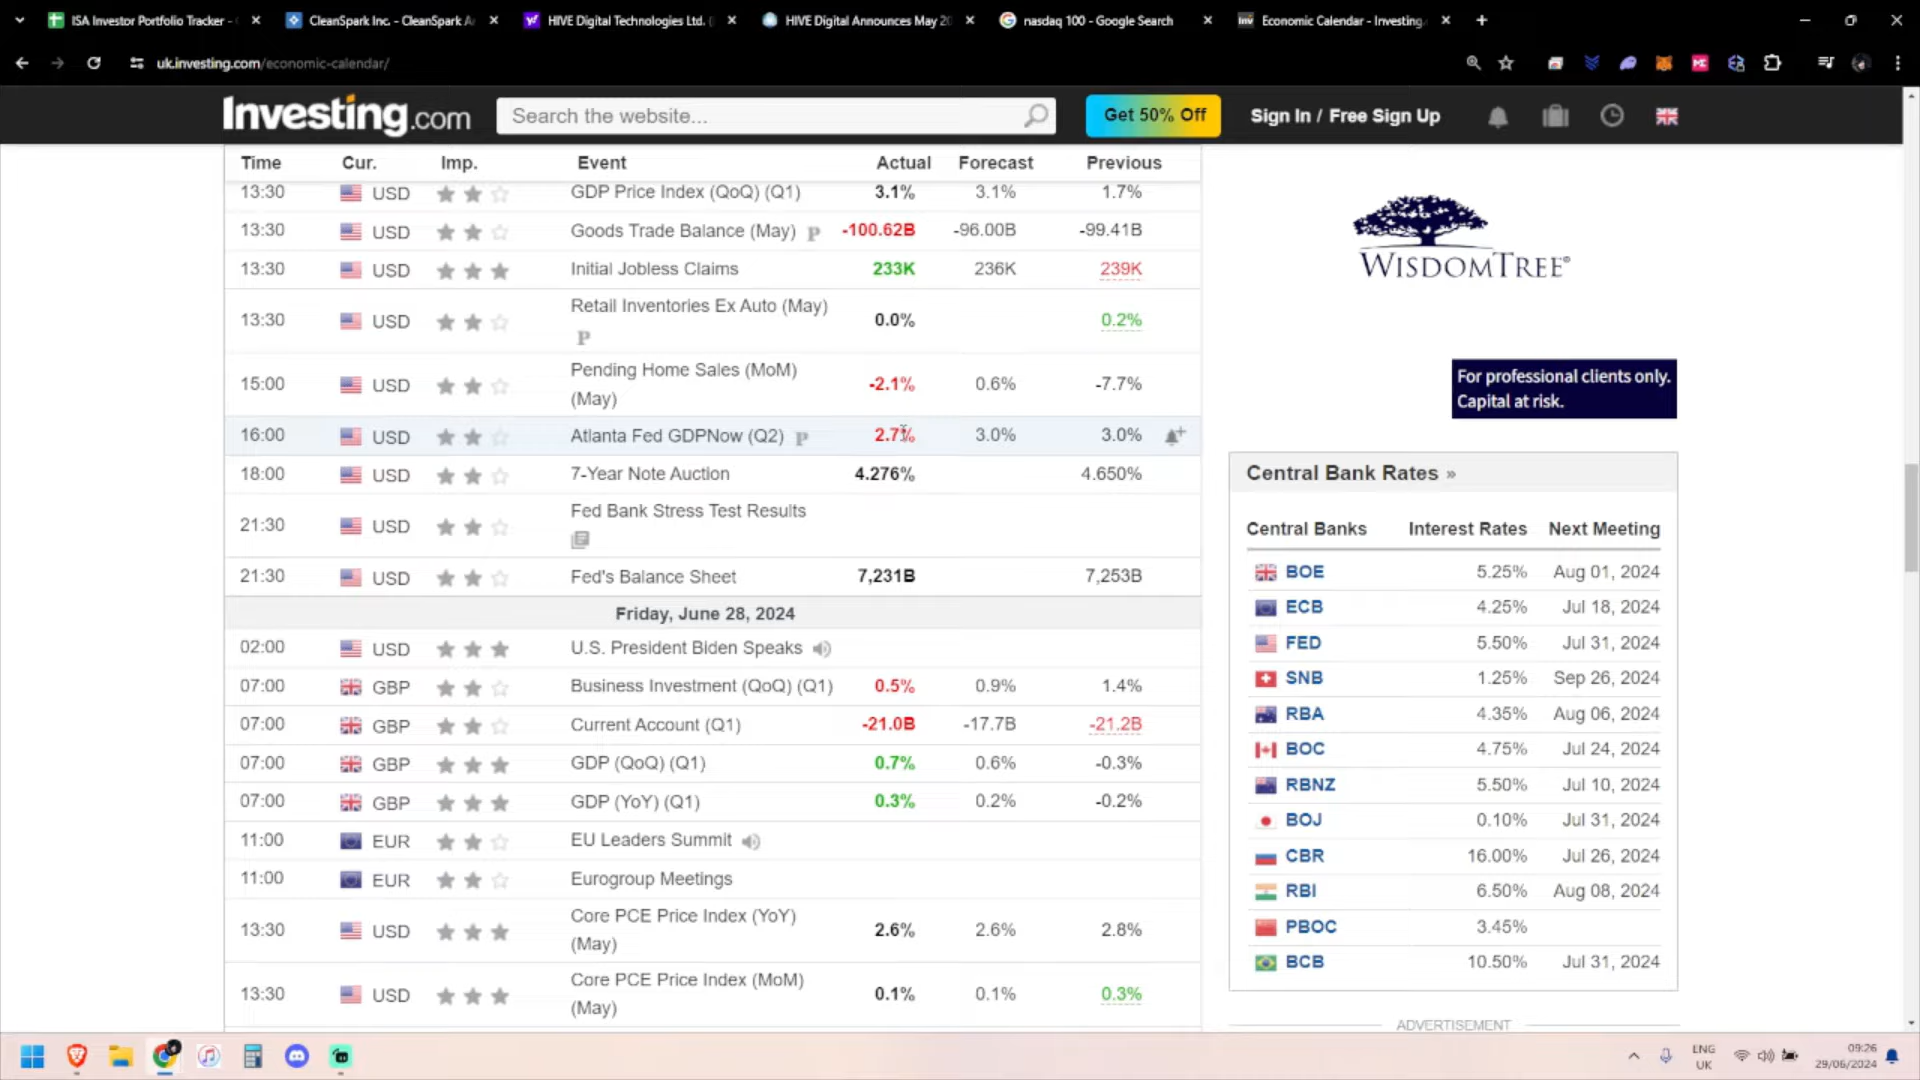 ISA Investor Portfolio Tracker -
CleanSpark Inc. - CleanSpark A
HIVE Digital Technologies Ltd. (
HIVE Digital Announces May 20
nasdaq 100 - Google Search
Economic Calendar - Investing.
uk.investing.com/economic-calendar/
Investing.com
Search the website...
Get 50% Off
Sign In / Free Sign Up
Time Cur. Imp. Event Actual Forecast Previous
13:30 USD GDP Price Index (QoQ) (Q1) 3.1% 3.1% 1.7%
13:30 USD Goods Trade Balance (May) P -100.62B -96.00B -99.41B
13:30 USD Initial Jobless Claims 233K 236K 239K
13:30 USD Retail Inventories Ex Auto (May) 0.0% 0.2%
P
15:00 USD Pending Home Sales (MoM) -2.1% 0.6% -7.7%
(May)
16:00 USD Atlanta Fed GDPNow (Q2) P 2.7% 3.0% 3.0%
18:00 USD 7-Year Note Auction 4.276% 4.650%
21:30 USD Fed Bank Stress Test Results
21:30 USD Fed's Balance Sheet 7,231B 7,253B
Friday, June 28, 2024
02:00 USD U.S. President Biden Speaks
07:00 GBP Business Investment (QoQ) (Q1) 0.5% 0.9% 1.4%
07:00 GBP Current Account (Q1) -21.0B -17.7B -21.2B
07:00 GBP GDP (QoQ) (Q1) 0.7% 0.6% -0.3%
07:00 GBP GDP (YoY) (Q1) 0.3% 0.2% -0.2%
11:00 EUR EU Leaders Summit
11:00 EUR Eurogroup Meetings
13:30 USD Core PCE Price Index (YoY) 2.6% 2.6% 2.8%
(May)
13:30 USD Core PCE Price Index (MoM) 0.1% 0.1% 0.3%
(May)
WISDOMTREE®
For professional clients only.
Capital at risk.
Central Bank Rates »
Central Banks Interest Rates Next Meeting
BOE 5.25% Aug 01, 2024
ECB 4.25% Jul 18, 2024
FED 5.50% Jul 31, 2024
SNB 1.25% Sep 26, 2024
RBA 4.35% Aug 06, 2024
BOC 4.75% Jul 24, 2024
RBNZ 5.50% Jul 10, 2024
BOJ 0.10% Jul 31, 2024
CBR 16.00% Jul 26, 2024
RBI 6.50% Aug 08, 2024
PBOC 3.45%
BCB 10.50% Jul 31, 2024
ADVERTISEMENT
ENG
UK
09:26
29/06/2024